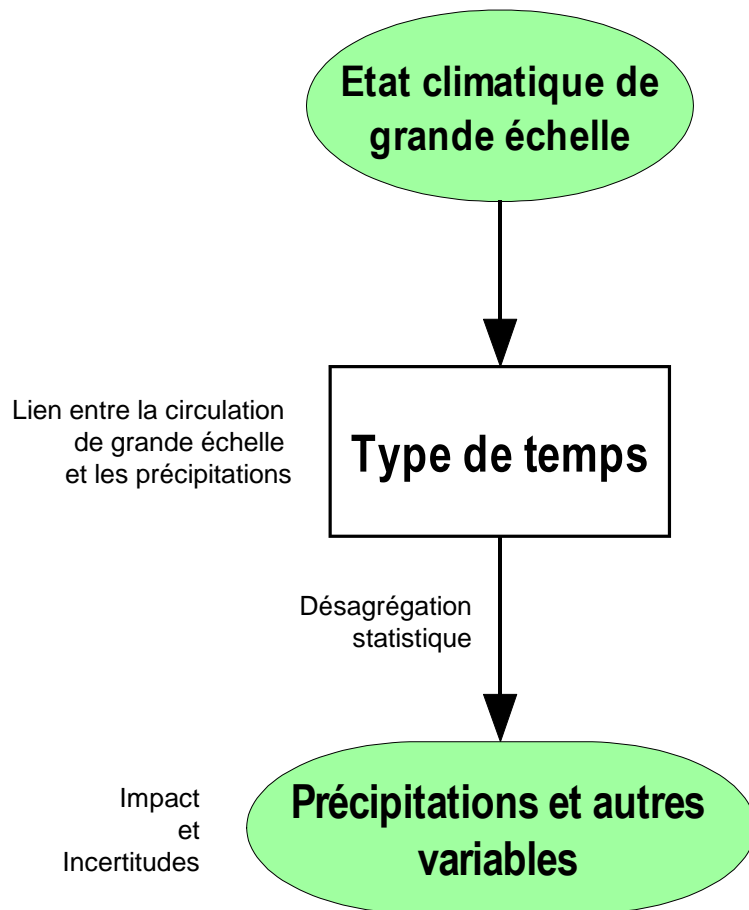 Etat climatique de
grande échelle
Lien entre la circulation
de grande échelle
et les précipitations
Type de temps
Désagrégation
statistique
Impact
et
Incertitudes
Précipitations et autres
variables